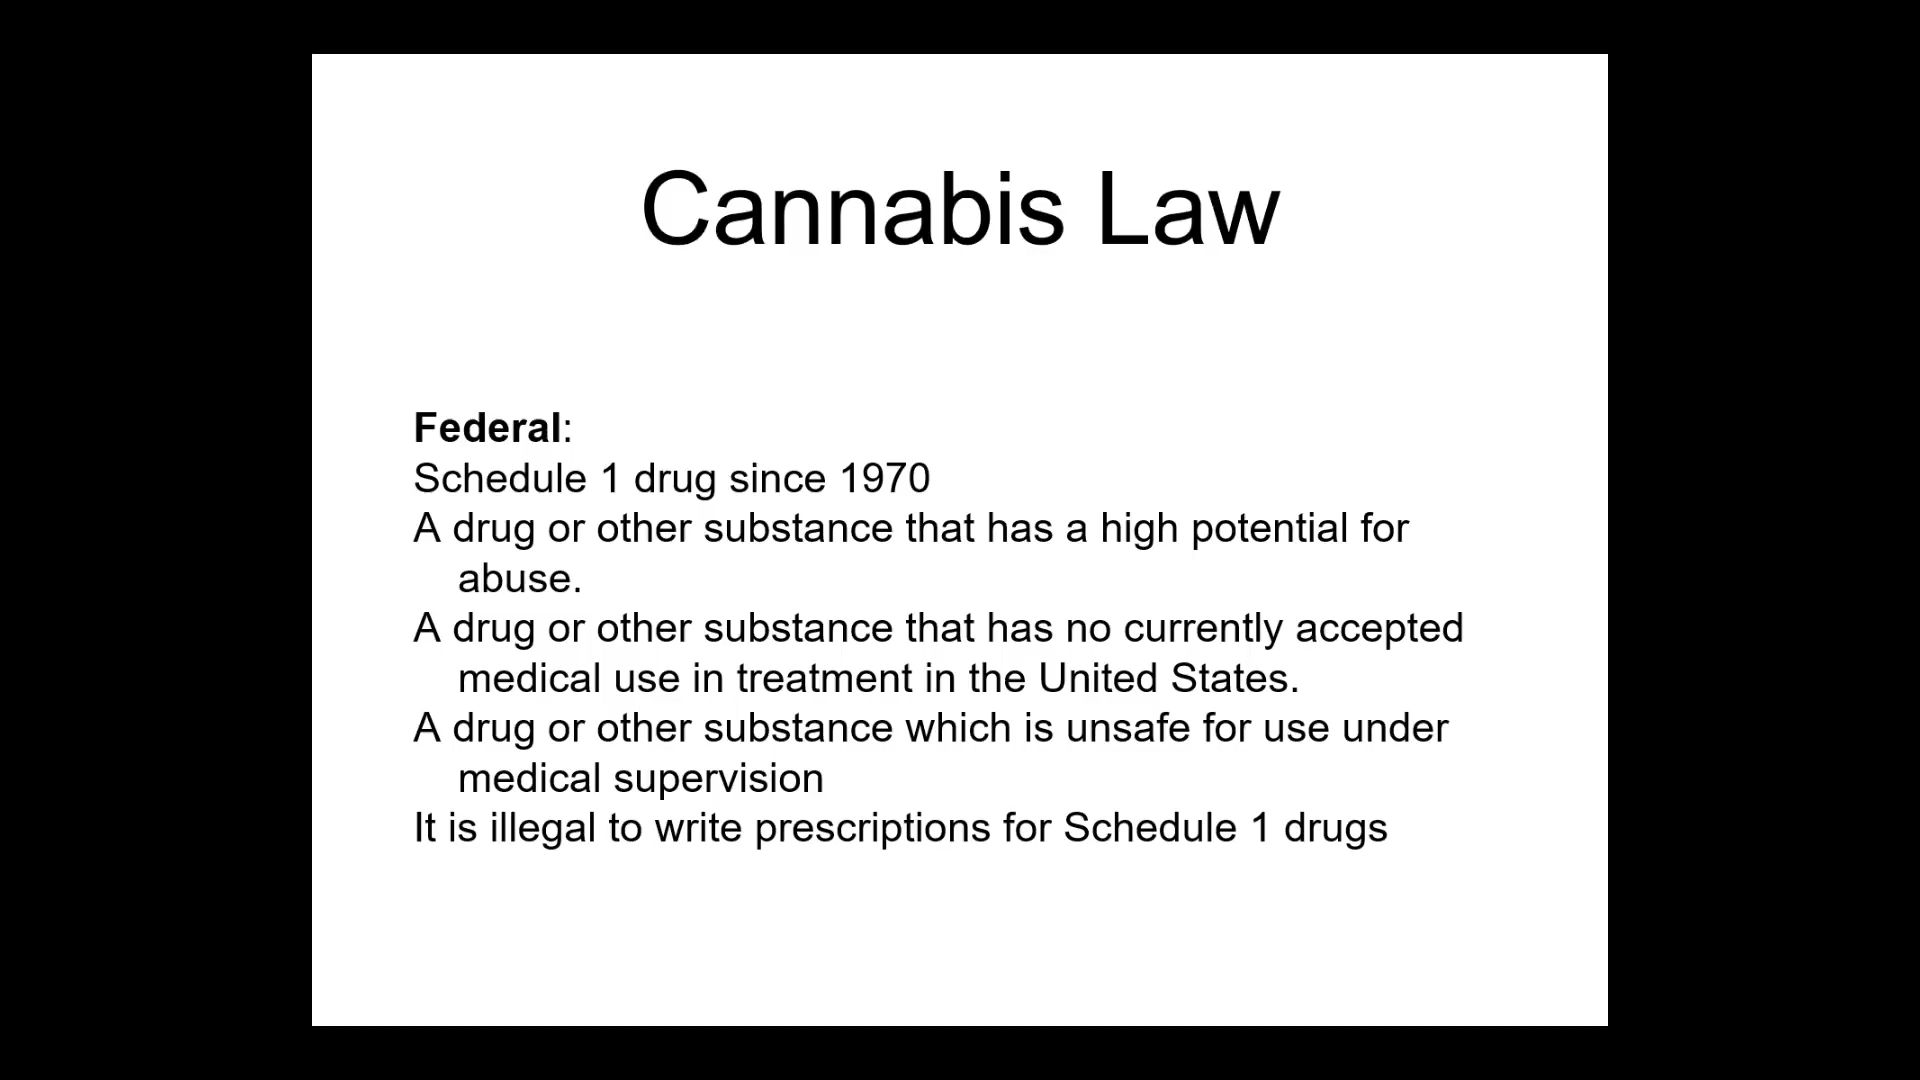 Cannabis Law
Federal:
Schedule 1 drug since 1970
A drug or other substance that has a high potential for
abuse.
A drug or other substance that has no currently accepted
medical use in treatment in the United States.
A drug or other substance which is unsafe for use under
medical supervision
It is illegal to write prescriptions for Schedule 1 drugs